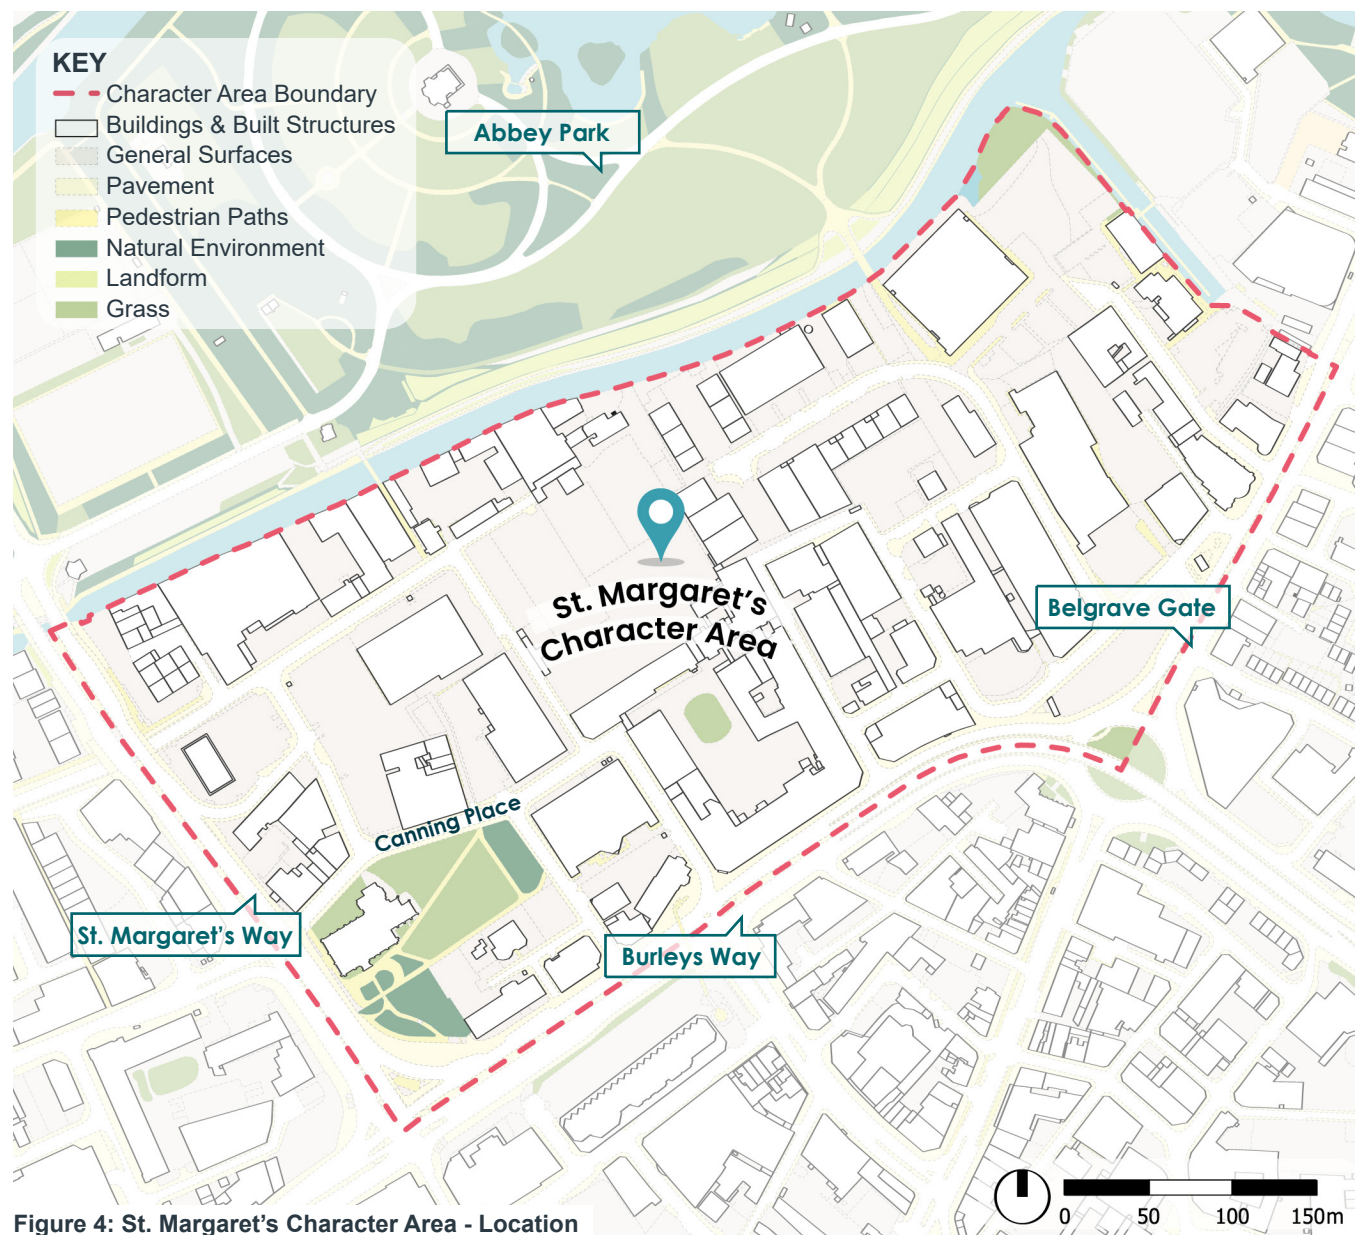 KEY
Character Area Boundary
Buildings & Built Structures
General Surfaces
Pavement
Pedestrian Paths
Natural Environment
Landform
Grass
Abbey Park
St. Margaret's
Character Area
Belgrave Gate
Canning Place
St. Margaret's Way
Burleys Way
0 50 100 150m
Figure 4: St. Margaret's Character Area - Location